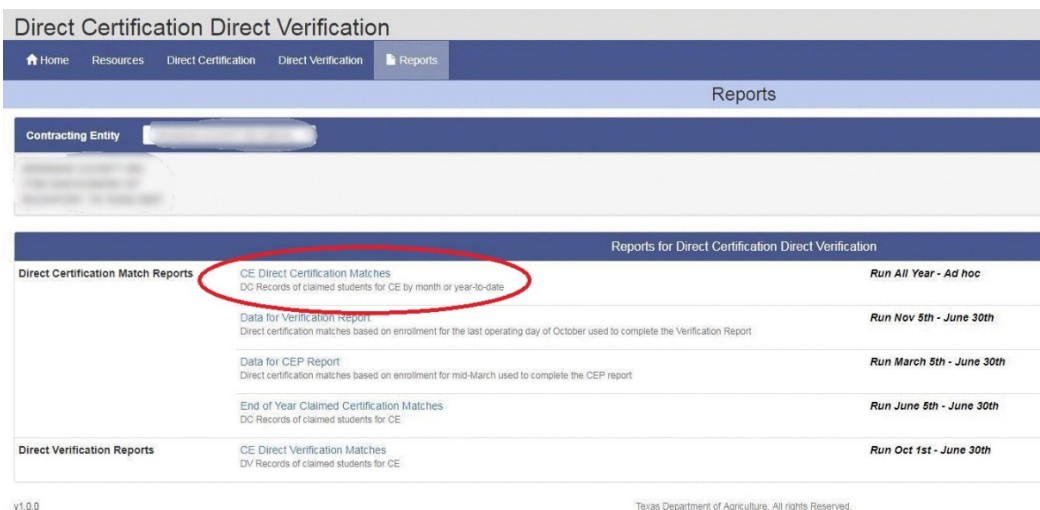 Direct Certification Direct Verification
Home Resources Direct Certification Direct Verification Reports
Reports
Contracting Entity
Reports for Direct Certification Direct Verification
Direct Certification Match Reports CE Direct Certification Matches Run All Year - Ad hoc
DC Records of claimed students for CE by month or year-to-date
Data for Verification Report Run Nov 5th - June 30th
Direct certification matches based on enrollment for the last operating day of October used to complete the Verification Report
Data for CEP Report Run March 5th - June 30th
Direct certification matches based on enrollment for mid-March used to complete the CEP report
End of Year Claimed Certification Matches Run June 5th - June 30th
DC Records of claimed students for CE
Direct Verification Reports CE Direct Verification Matches Run Oct 1st - June 30th
DV Records of claimed students for CE
v1.0.0 Texas Department of Agriculture. All rights Reserved.